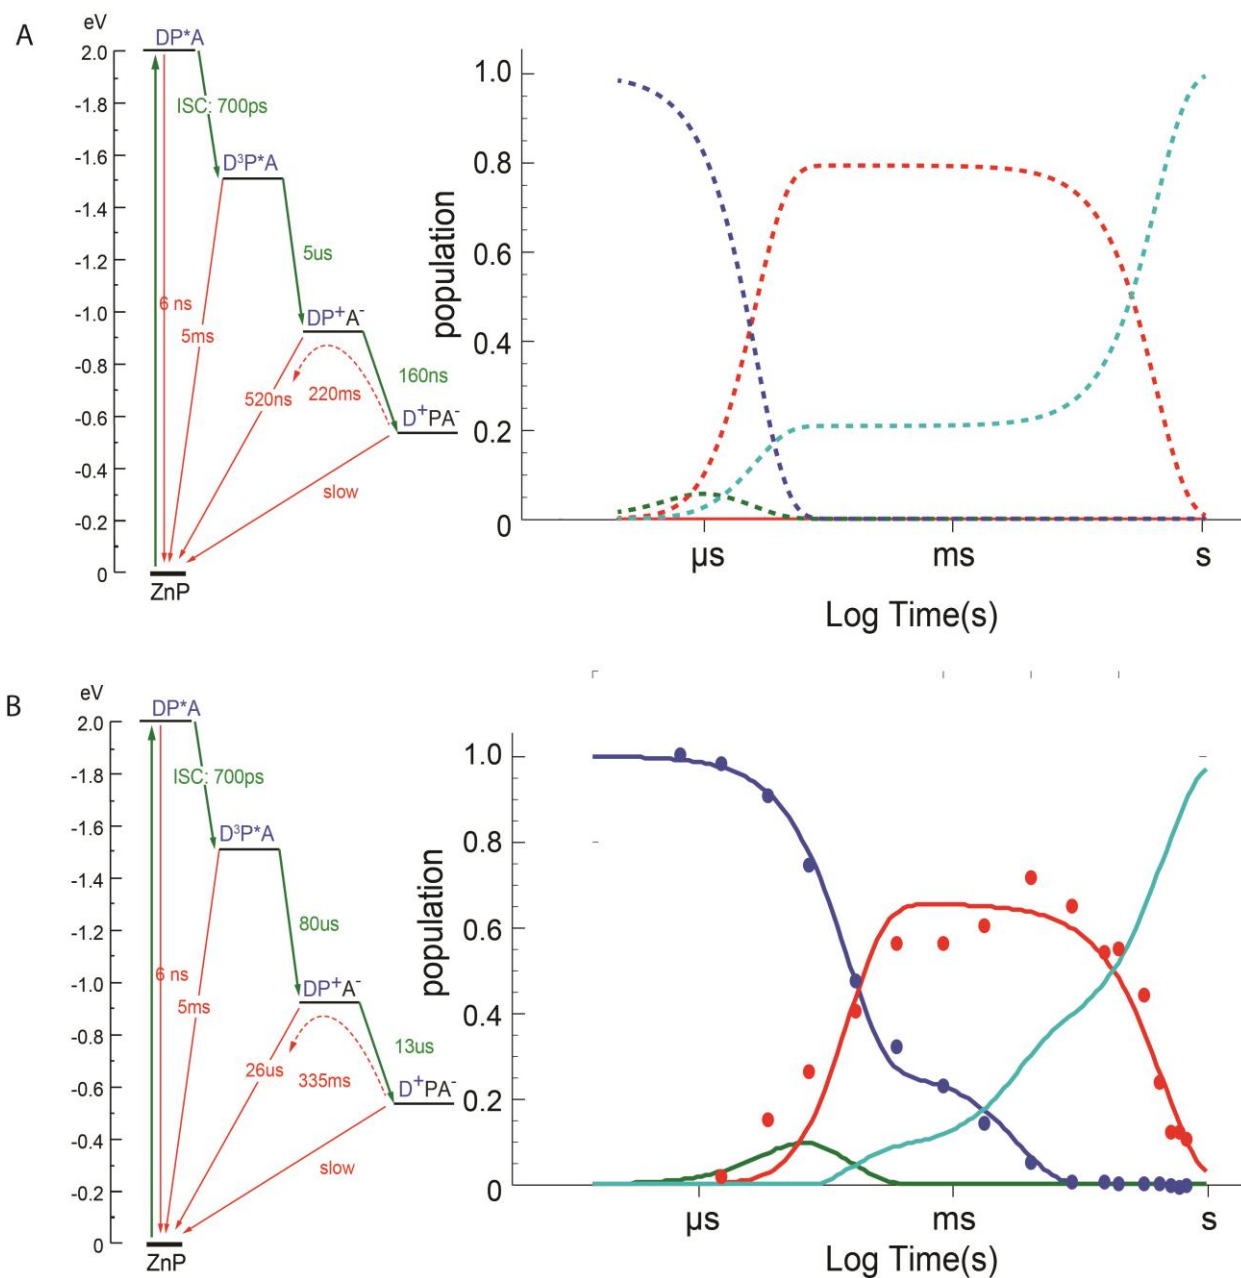 A
eV
DP*A
2.0
-1.8
ISC: 700ps
-1.6
D³P*A
-1.4
5us
-1.2
6 ns
-1.0
DP⁺A⁻
5ms
-0.8
160ns
520ns
220ms
-0.6
D⁺PA⁻
-0.4
slow
-0.2
0
ZnP
population
1.0
0.8
0.6
0.4
0.2
0
µs
ms
s
Log Time(s)
B
eV
DP*A
2.0
-1.8
ISC: 700ps
-1.6
D³P*A
-1.4
80us
-1.2
6 ns
-1.0
DP⁺A⁻
5ms
-0.8
13us
26us
335ms
-0.6
D⁺PA⁻
-0.4
slow
-0.2
0
ZnP
population
1.0
0.8
0.6
0.4
0.2
0
µs
ms
s
Log Time(s)